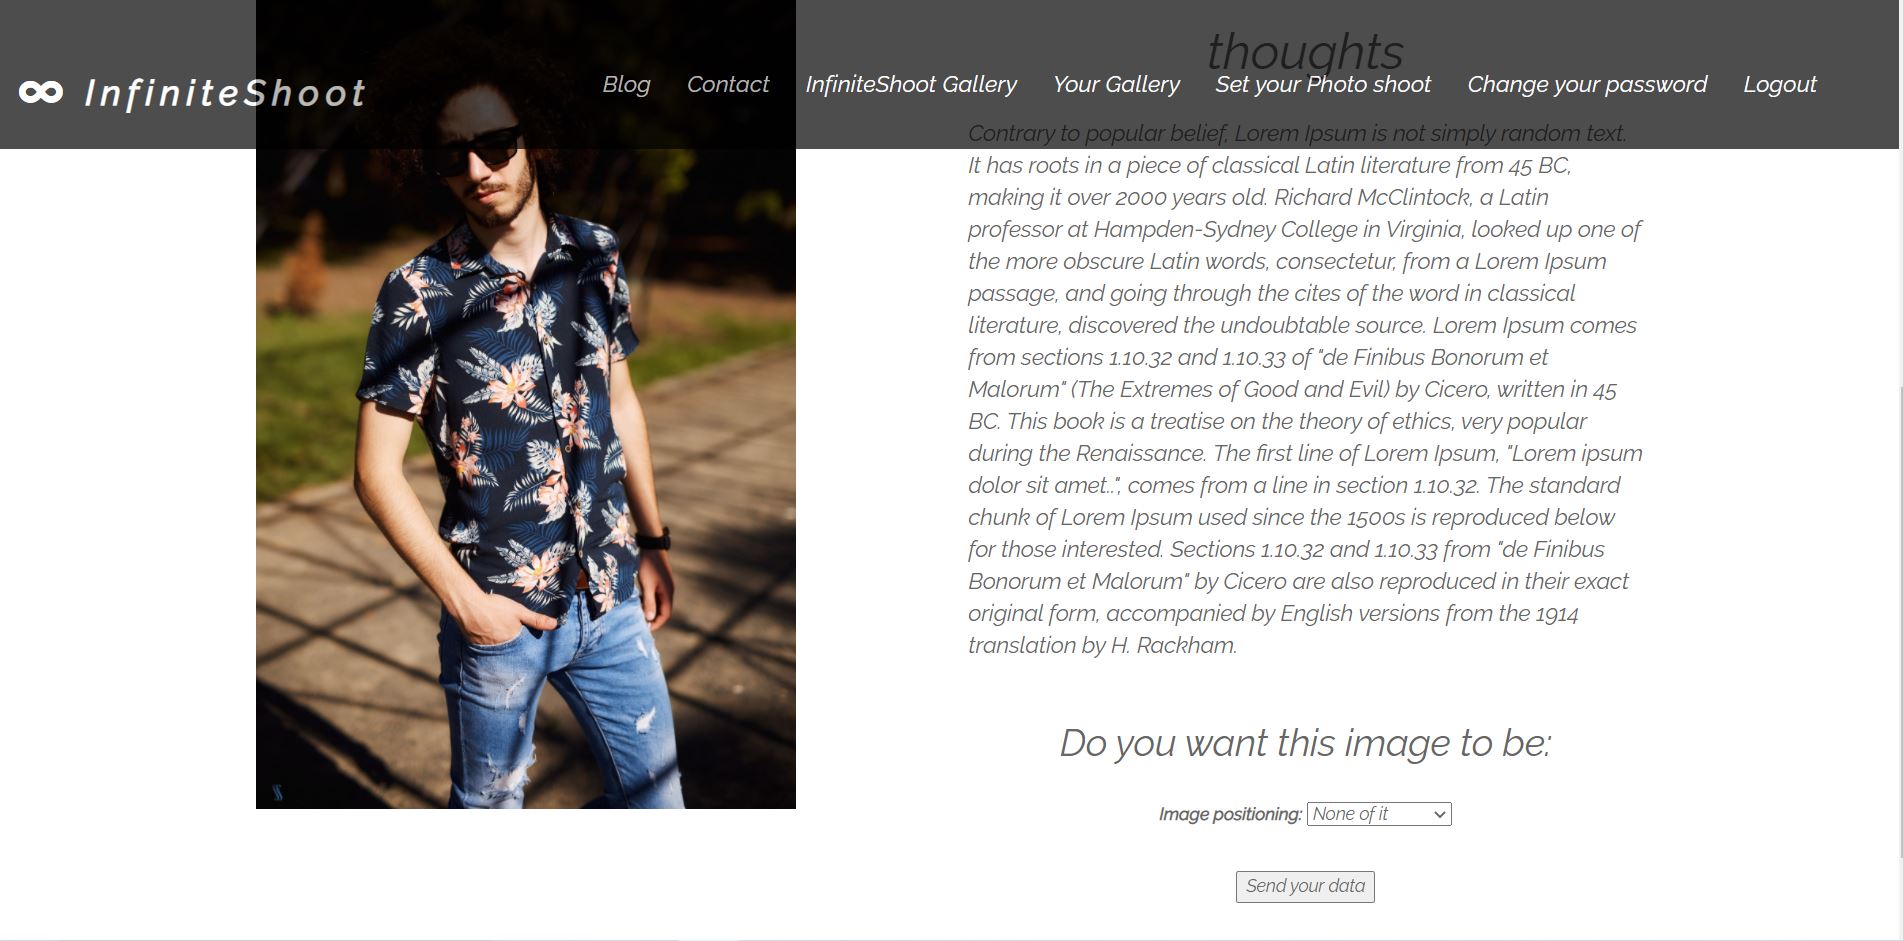 thoughts
InfiniteShoot
Blog Contact InfiniteShoot Gallery Your Gallery Set your Photo shoot Change your password Logout
Contrary to popular belief, Lorem Ipsum is not simply random text.
It has roots in a piece of classical Latin literature from 45 BC,
making it over 2000 years old. Richard McClintock, a Latin
professor at Hampden-Sydney College in Virginia, looked up one of
the more obscure Latin words, consectetur, from a Lorem Ipsum
passage, and going through the cites of the word in classical
literature, discovered the undoubtable source. Lorem Ipsum comes
from sections 1.10.32 and 1.10.33 of "de Finibus Bonorum et
Malorum" (The Extremes of Good and Evil) by Cicero, written in 45
BC. This book is a treatise on the theory of ethics, very popular
during the Renaissance. The first line of Lorem Ipsum, "Lorem ipsum
dolor sit amet..", comes from a line in section 1.10.32. The standard
chunk of Lorem Ipsum used since the 1500s is reproduced below
for those interested. Sections 1.10.32 and 1.10.33 from "de Finibus
Bonorum et Malorum" by Cicero are also reproduced in their exact
original form, accompanied by English versions from the 1914
translation by H. Rackham.
Do you want this image to be:
Image positioning: None of it
Send your data